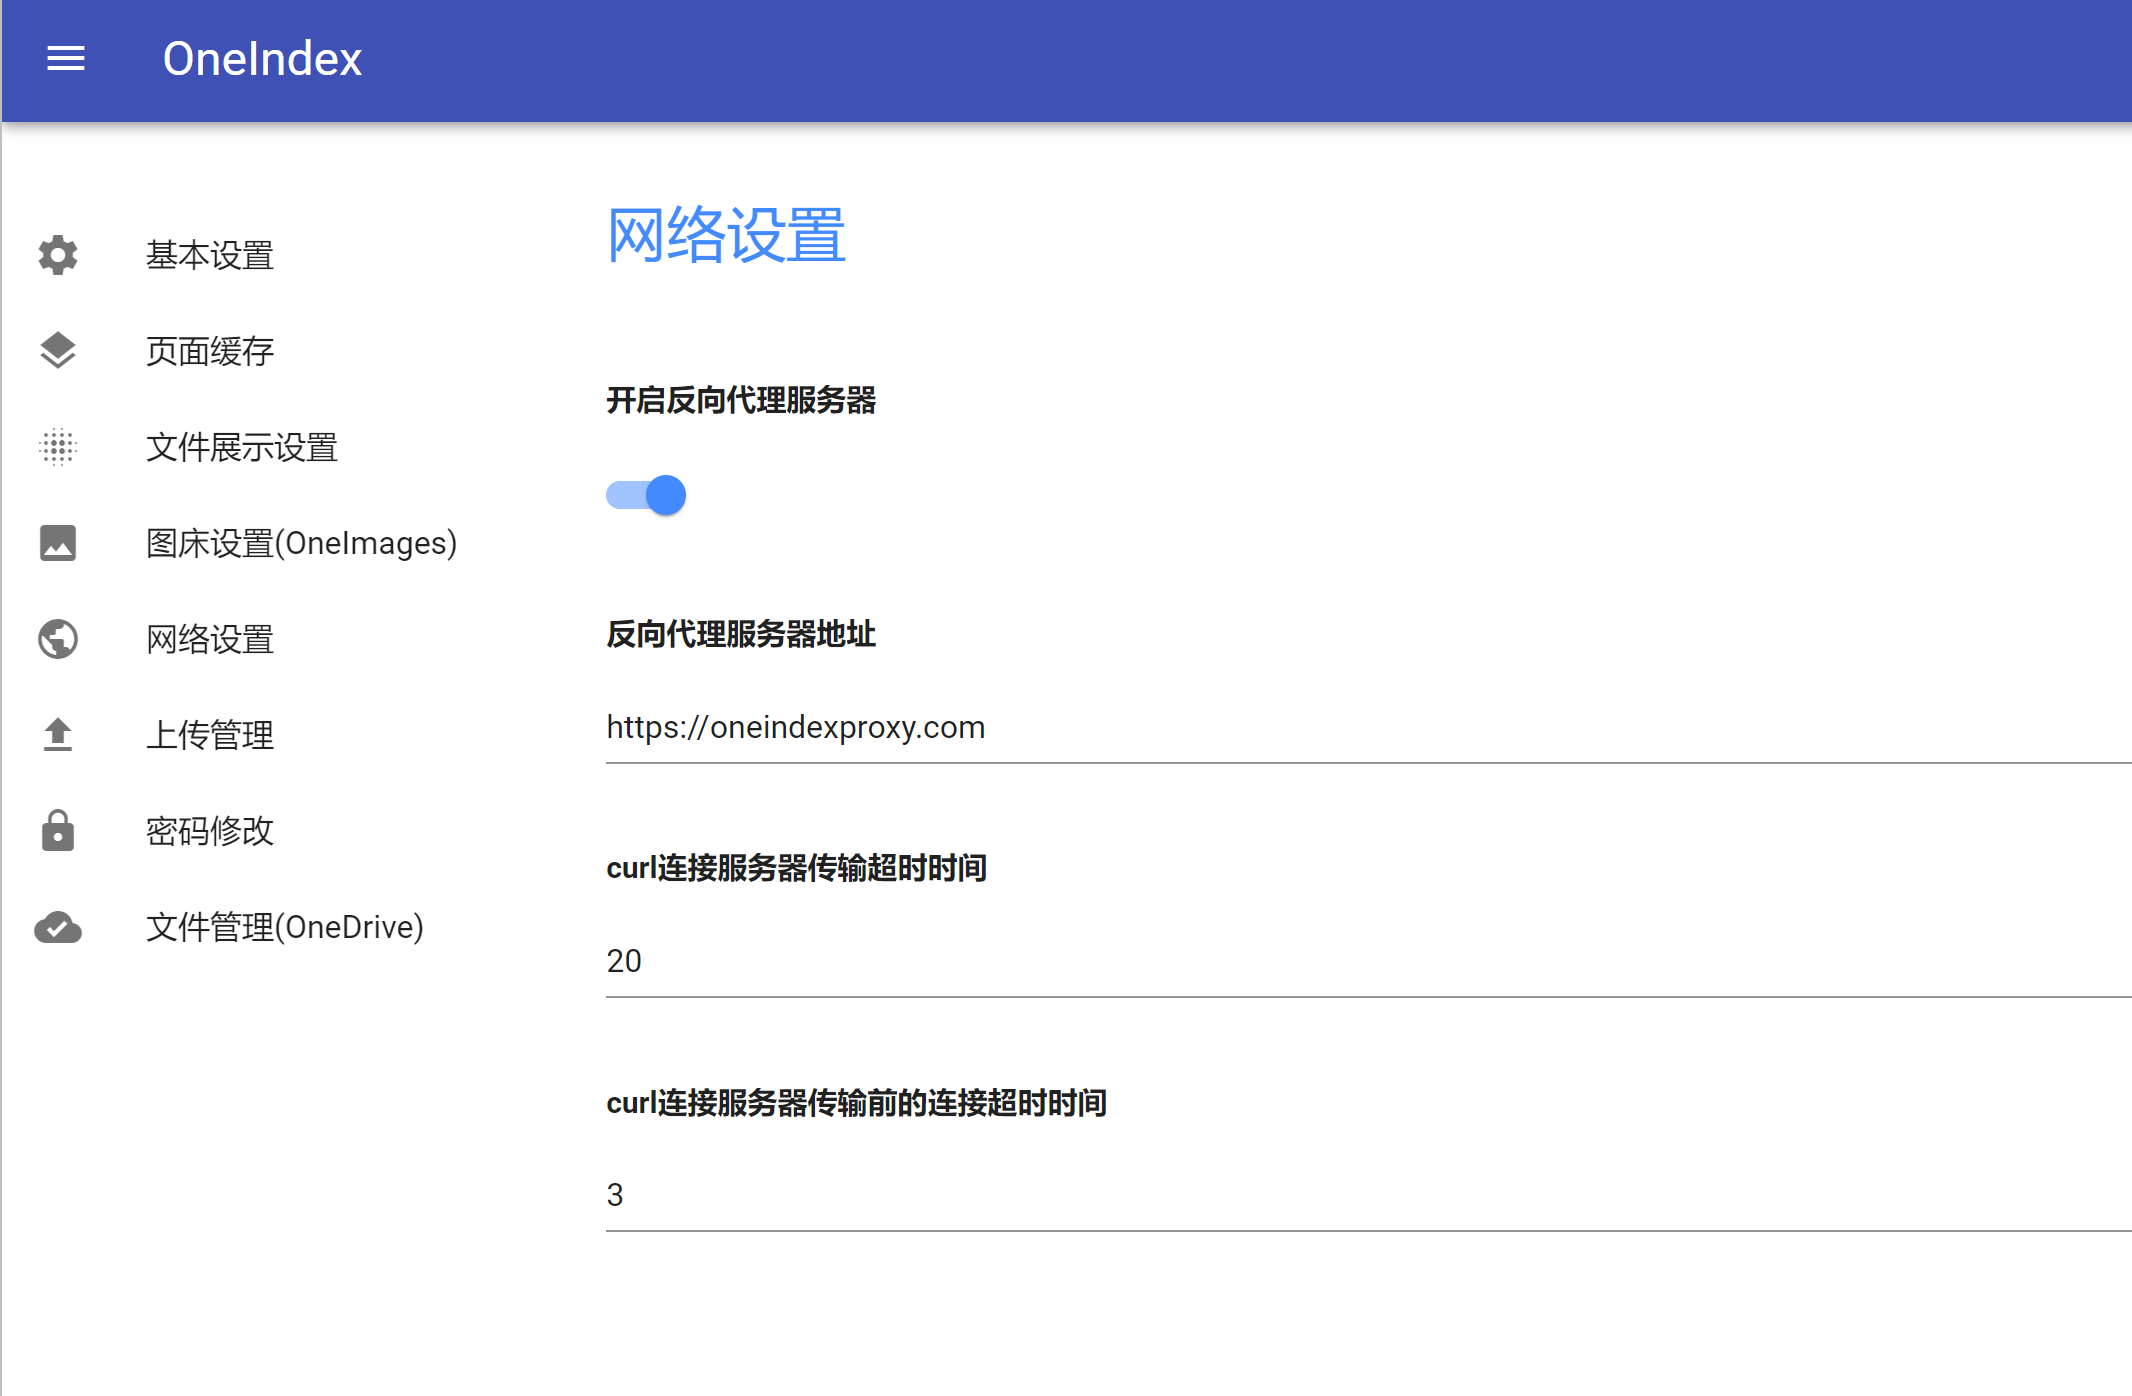 OneIndex
基本设置
页面缓存
文件展示设置
图床设置(OneImages)
网络设置
上传管理
密码修改
文件管理(OneDrive)
网络设置
开启反向代理服务器
反向代理服务器地址
https://oneindexproxy.com
curl连接服务器传输超时时间
20
curl连接服务器传输前的连接超时时间
3